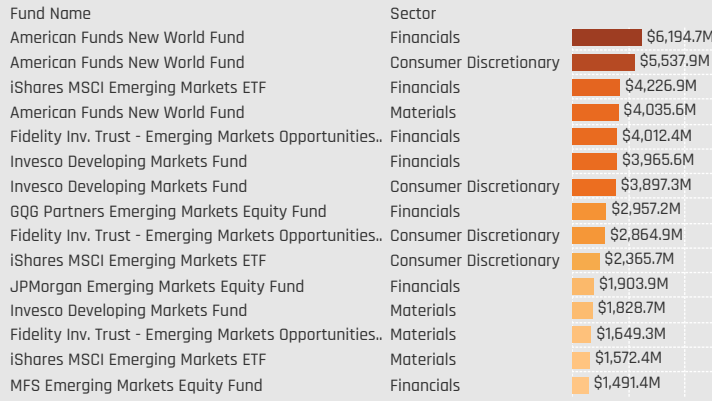 Fund Name Sector
American Funds New World Fund Financials $6,194.7M
American Funds New World Fund Consumer Discretionary $5,537.9M
iShares MSCI Emerging Markets ETF Financials $4,226.9M
American Funds New World Fund Materials $4,035.6M
Fidelity Inv. Trust - Emerging Markets Opportunities.. Financials $4,012.4M
Invesco Developing Markets Fund Financials $3,965.6M
Invesco Developing Markets Fund Consumer Discretionary $3,897.3M
GQG Partners Emerging Markets Equity Fund Financials $2,957.2M
Fidelity Inv. Trust - Emerging Markets Opportunities.. Consumer Discretionary $2,864.9M
iShares MSCI Emerging Markets ETF Consumer Discretionary $2,365.7M
JPMorgan Emerging Markets Equity Fund Financials $1,903.9M
Invesco Developing Markets Fund Materials $1,828.7M
Fidelity Inv. Trust - Emerging Markets Opportunities.. Materials $1,649.3M
iShares MSCI Emerging Markets ETF Materials $1,572.4M
MFS Emerging Markets Equity Fund Financials $1,491.4M